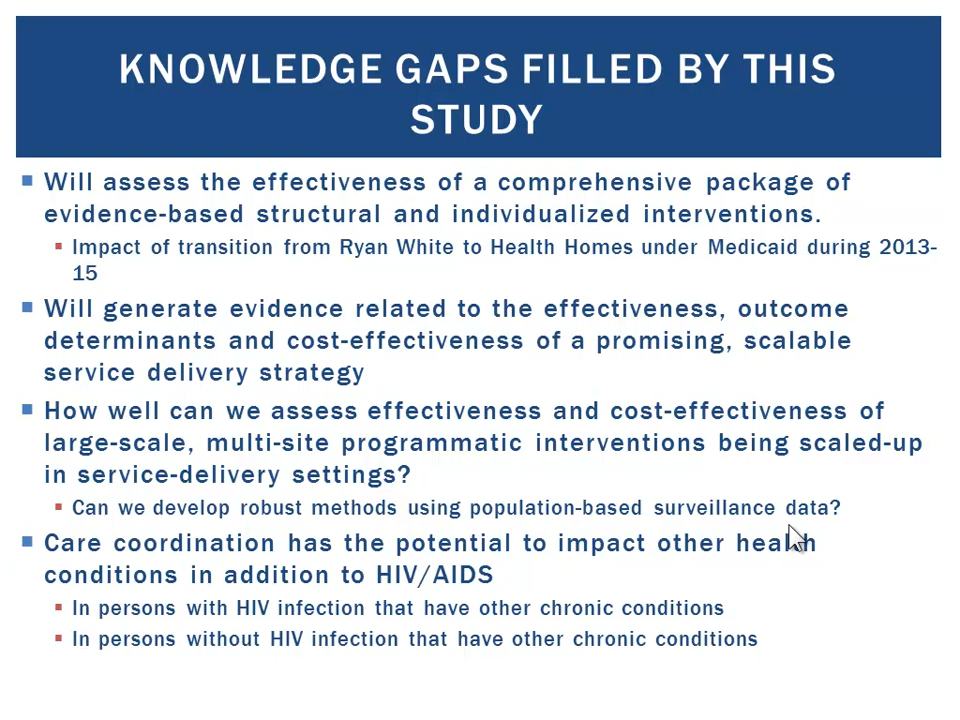 KNOWLEDGE GAPS FILLED BY THIS
STUDY
Will assess the effectiveness of a comprehensive package of
evidence-based structural and individualized interventions.
Impact of transition from Ryan White to Health Homes under Medicaid during 2013-
15
Will generate evidence related to the effectiveness, outcome
determinants and cost-effectiveness of a promising, scalable
service delivery strategy
How well can we assess effectiveness and cost-effectiveness of
large-scale, multi-site programmatic interventions being scaled-up
in service-delivery settings?
Can we develop robust methods using population-based surveillance data?
Care coordination has the potential to impact other health
conditions in addition to HIV/AIDS
In persons with HIV infection that have other chronic conditions
In persons without HIV infection that have other chronic conditions